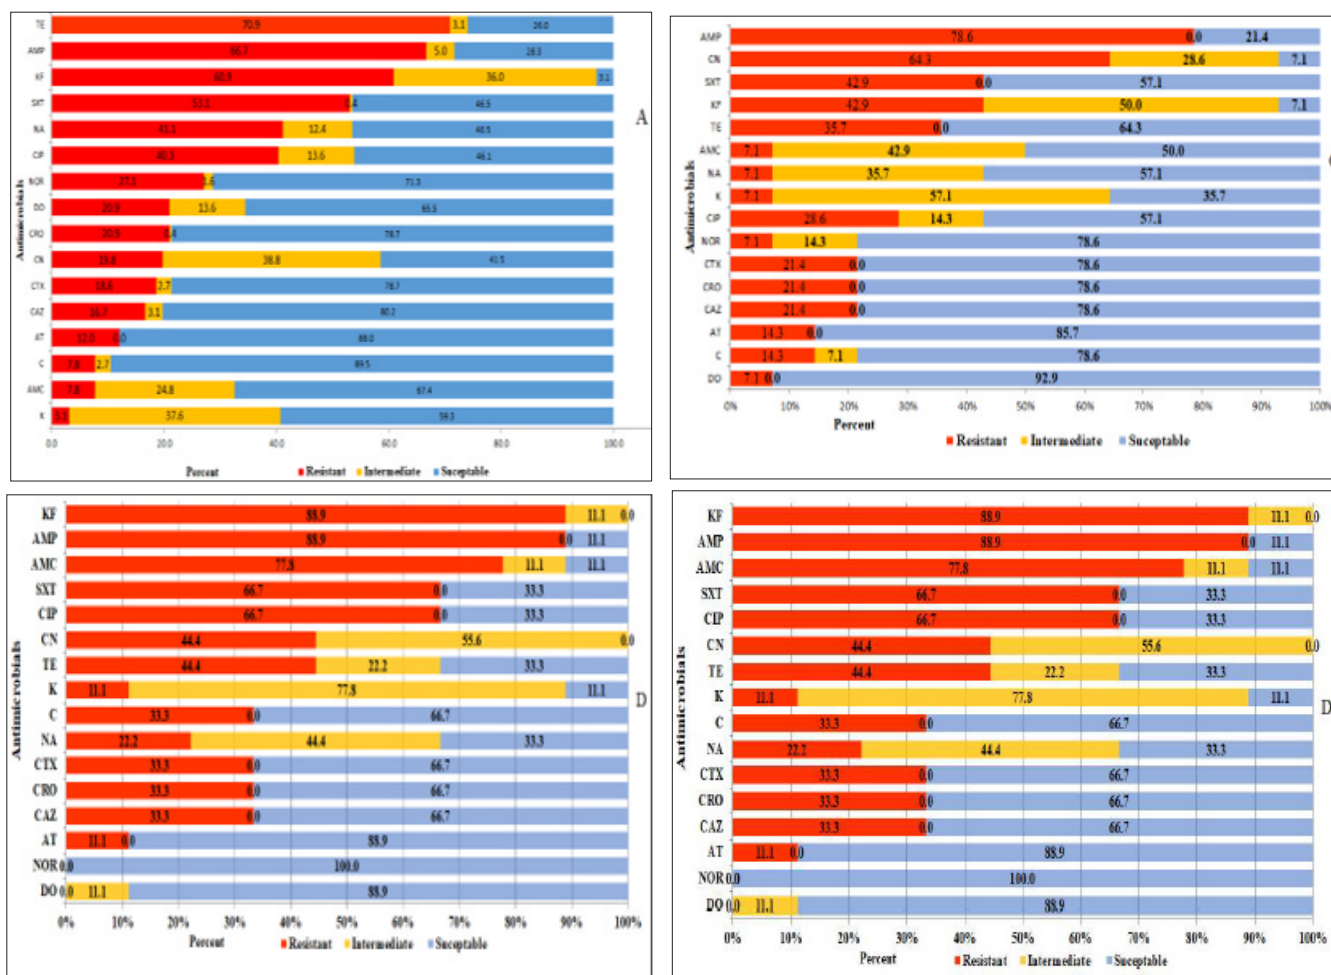 TE 70.9 3.1 26.0
AMP 66.7 5.0 28.3
KF 60.9 36.0 3.1
SXT 53.1 0.4 46.5
NA 41.1 12.4 46.5
CIP 40.3 13.6 46.1
NOR 27.1 1.6 71.3
DO 20.9 13.6 65.5
CRO 20.9 0.4 78.7
CN 19.8 38.8 41.5
CTX 18.6 2.7 78.7
CAZ 16.7 3.1 80.2
AT 12.0 0.0 88.0
C 7.8 2.7 89.5
AMC 7.8 24.8 67.4
K 3.1 37.6 59.3
0.0 20.0 40.0 60.0 80.0 100.0
Antimicrobials
A
Percent
Resistant Intermediate Suceptable
AMP 78.6 0.0 21.4
CN 64.3 28.6 7.1
SXT 42.9 0.0 57.1
KF 42.9 50.0 7.1
TE 35.7 0.0 64.3
AMC 7.1 42.9 50.0
NA 7.1 35.7 57.1
K 7.1 57.1 35.7
CIP 28.6 14.3 57.1
NOR 7.1 14.3 78.6
CTX 21.4 0.0 78.6
CRO 21.4 0.0 78.6
CAZ 21.4 0.0 78.6
AT 14.3 0.0 85.7
C 14.3 7.1 78.6
DO 7.1 0.0 92.9
0% 10% 20% 30% 40% 50% 60% 70% 80% 90% 100%
Antimicrobials
Percent
Resistant Intermediate Suceptable
KF 88.9 11.1 0.0
AMP 88.9 0.0 11.1
AMC 77.8 11.1 11.1
SXT 66.7 0.0 33.3
CIP 66.7 0.0 33.3
CN 44.4 55.6 0.0
TE 44.4 22.2 33.3
K 11.1 77.8 11.1
C 33.3 0.0 66.7
NA 22.2 44.4 33.3
CTX 33.3 0.0 66.7
CRO 33.3 0.0 66.7
CAZ 33.3 0.0 66.7
AT 11.1 0.0 88.9
NOR 0.0 100.0
DO 0.0 11.1 88.9
0% 10% 20% 30% 40% 50% 60% 70% 80% 90% 100%
Antimicrobials
D
Percent
Resistant Intermediate Suceptable
KF 88.9 11.1 0.0
AMP 88.9 0.0 11.1
AMC 77.8 11.1 11.1
SXT 66.7 0.0 33.3
CIP 66.7 0.0 33.3
CN 44.4 55.6 0.0
TE 44.4 22.2 33.3
K 11.1 77.8 11.1
C 33.3 0.0 66.7
NA 22.2 44.4 33.3
CTX 33.3 0.0 66.7
CRO 33.3 0.0 66.7
CAZ 33.3 0.0 66.7
AT 11.1 0.0 88.9
NOR 0.0 100.0
DO 0.0 11.1 88.9
0% 10% 20% 30% 40% 50% 60% 70% 80% 90% 100%
Antimicrobials
D
Percent
Resistant Intermediate Suceptable